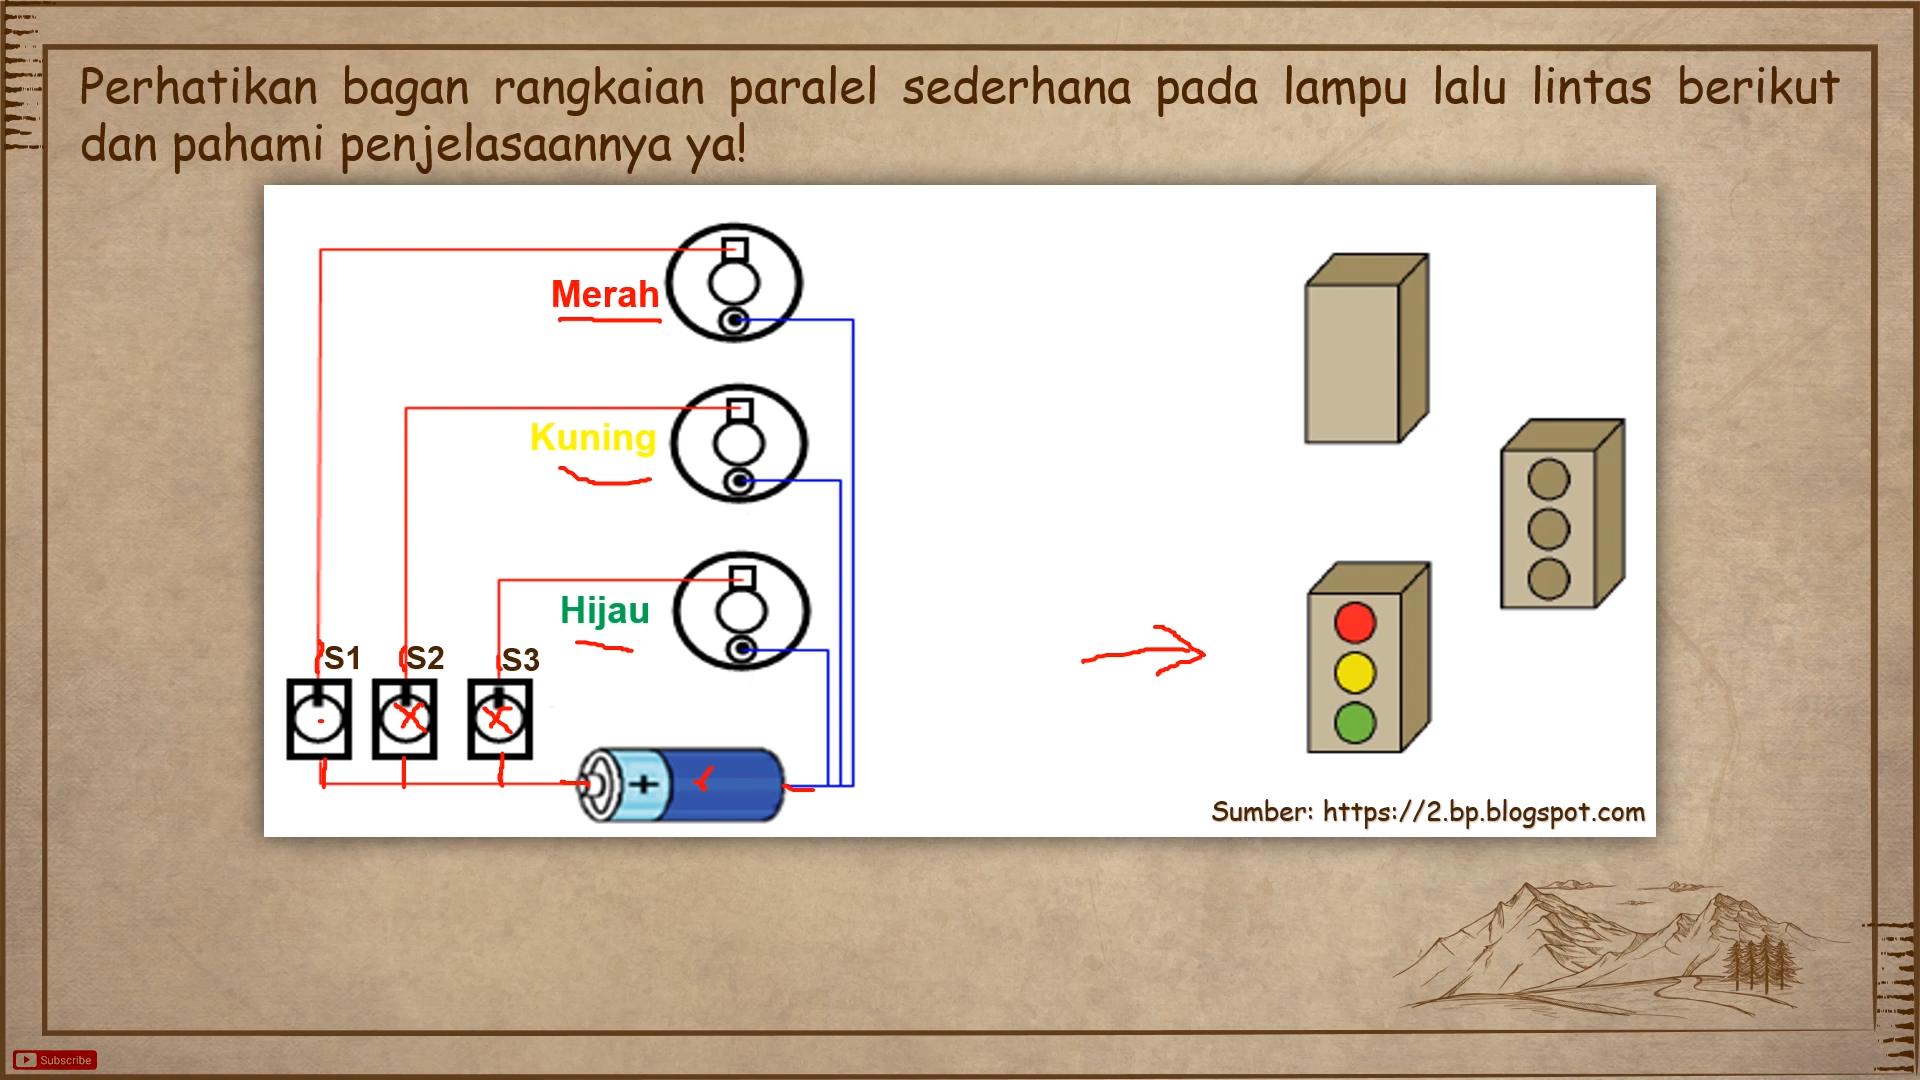 Perhatikan bagan rangkaian paralel sederhana pada lampu lalu lintas berikut
dan pahami penjelasaannya ya!
Merah
Kuning
Hijau
S1 S2 S3
+
Sumber: https://2.bp.blogspot.com
Subscribe